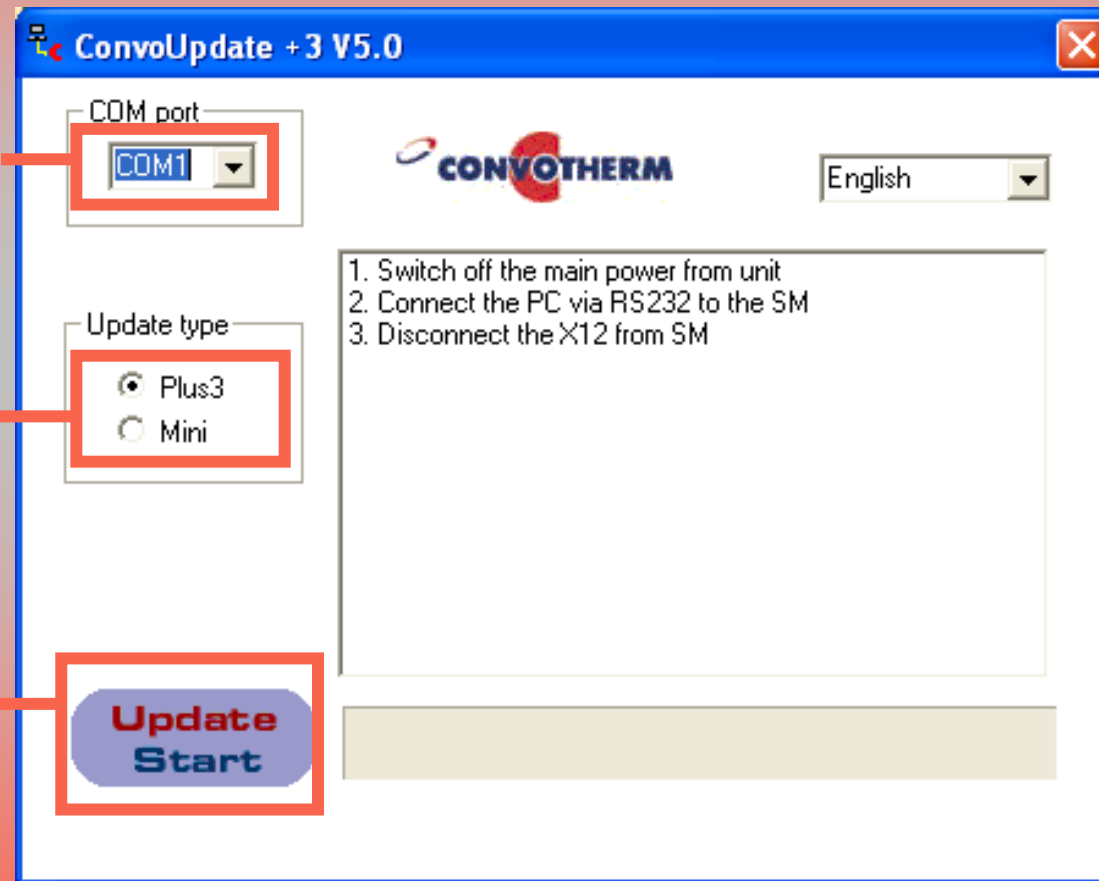 ConvoUpdate +3 V5.0
COM port
COM1
CONVOTHERM
English
1. Switch off the main power from unit
2. Connect the PC via RS232 to the SM
3. Disconnect the X12 from SM
Update type
Plus3
Mini
Update
Start